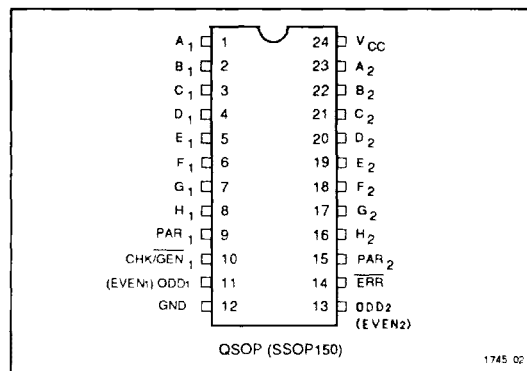 A1 1 24 VCC
B1 2 23 A2
C1 3 22 B2
D1 4 21 C2
E1 5 20 D2
F1 6 19 E2
G1 7 18 F2
H1 8 17 G2
PAR1 9 16 H2
CHK/GEN1 10 15 PAR2
(EVEN1) ODD1 11 14 ERR
GND 12 13 ODD2
(EVEN2)
QSOP (SSOP150)
1745 02